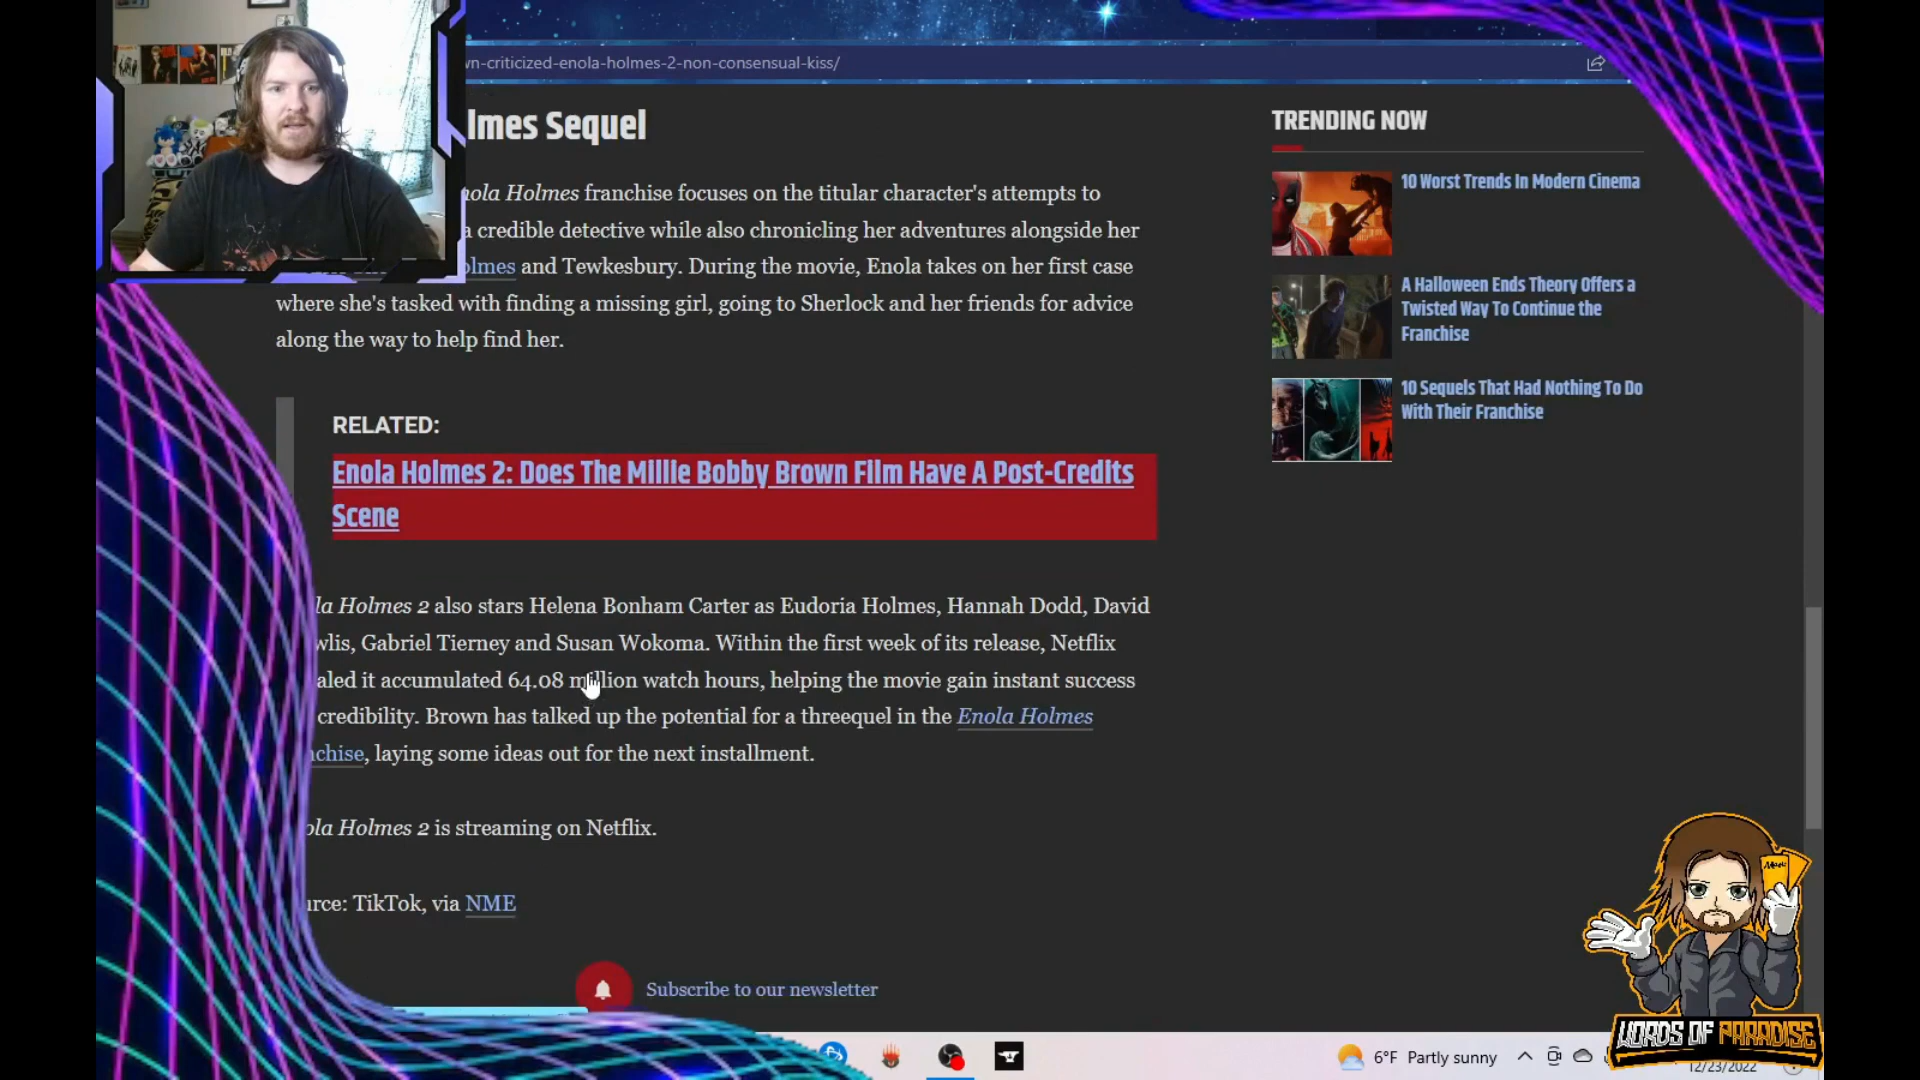 wn-criticized-enola-holmes-2-non-consensual-kiss/
lmes Sequel
nola Holmes franchise focuses on the titular character's attempts to
a credible detective while also chronicling her adventures alongside her
olmes and Tewkesbury. During the movie, Enola takes on her first case
where she's tasked with finding a missing girl, going to Sherlock and her friends for advice
along the way to help find her.
RELATED:
Enola Holmes 2: Does The Millie Bobby Brown Film Have A Post-Credits
Scene
la Holmes 2 also stars Helena Bonham Carter as Eudoria Holmes, Hannah Dodd, David
wlis, Gabriel Tierney and Susan Wokoma. Within the first week of its release, Netflix
aled it accumulated 64.08 million watch hours, helping the movie gain instant success
credibility. Brown has talked up the potential for a threequel in the Enola Holmes
chise, laying some ideas out for the next installment.
ola Holmes 2 is streaming on Netflix.
urce: TikTok, via NME
Subscribe to our newsletter
TRENDING NOW
10 Worst Trends In Modern Cinema
A Halloween Ends Theory Offers a
Twisted Way To Continue the
Franchise
10 Sequels That Had Nothing To Do
With Their Franchise
WORDS OF PARADISE
6°F Partly sunny
12/23/2022